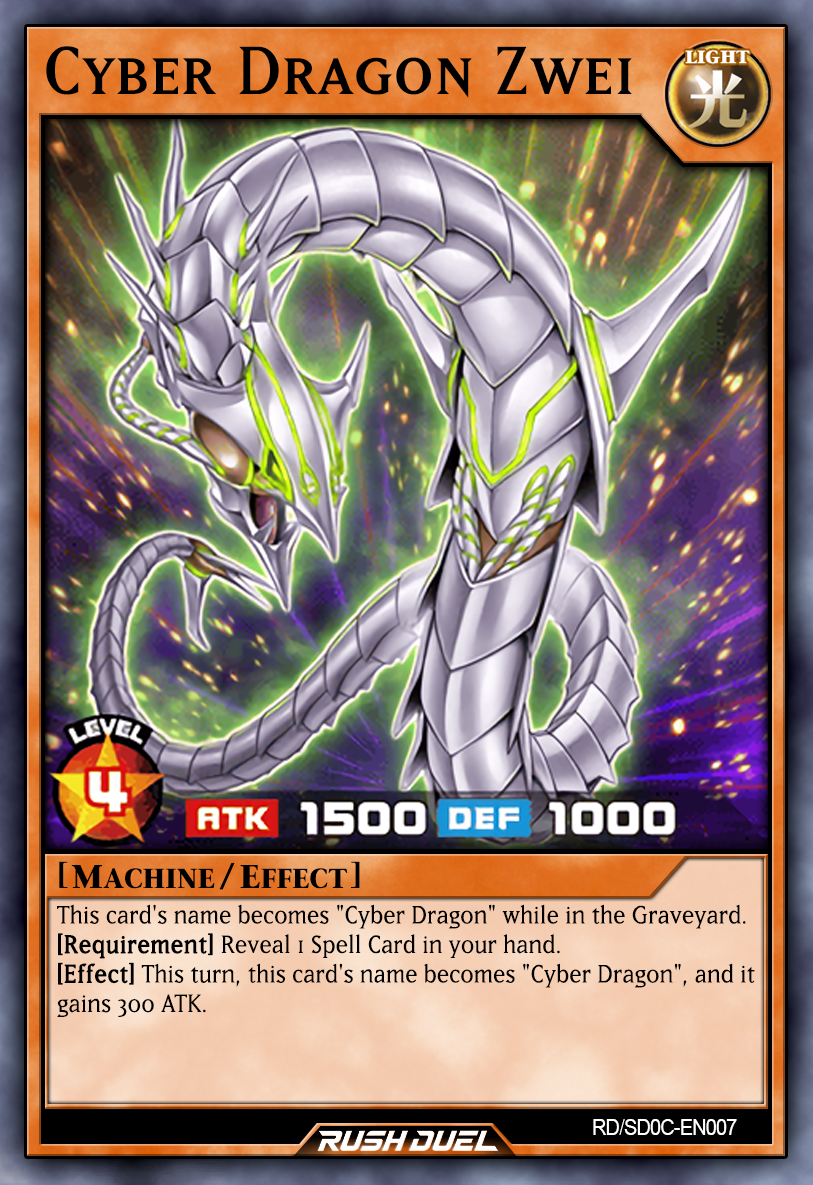 Cyber Dragon Zwei
LIGHT
光
LEVEL
4
ATK 1500 DEF 1000
[Machine/Effect]
This card's name becomes "Cyber Dragon" while in the Graveyard.
[Requirement] Reveal 1 Spell Card in your hand.
[Effect] This turn, this card's name becomes "Cyber Dragon", and it
gains 300 ATK.
RD/SD0C-EN007
RUSH DUEL